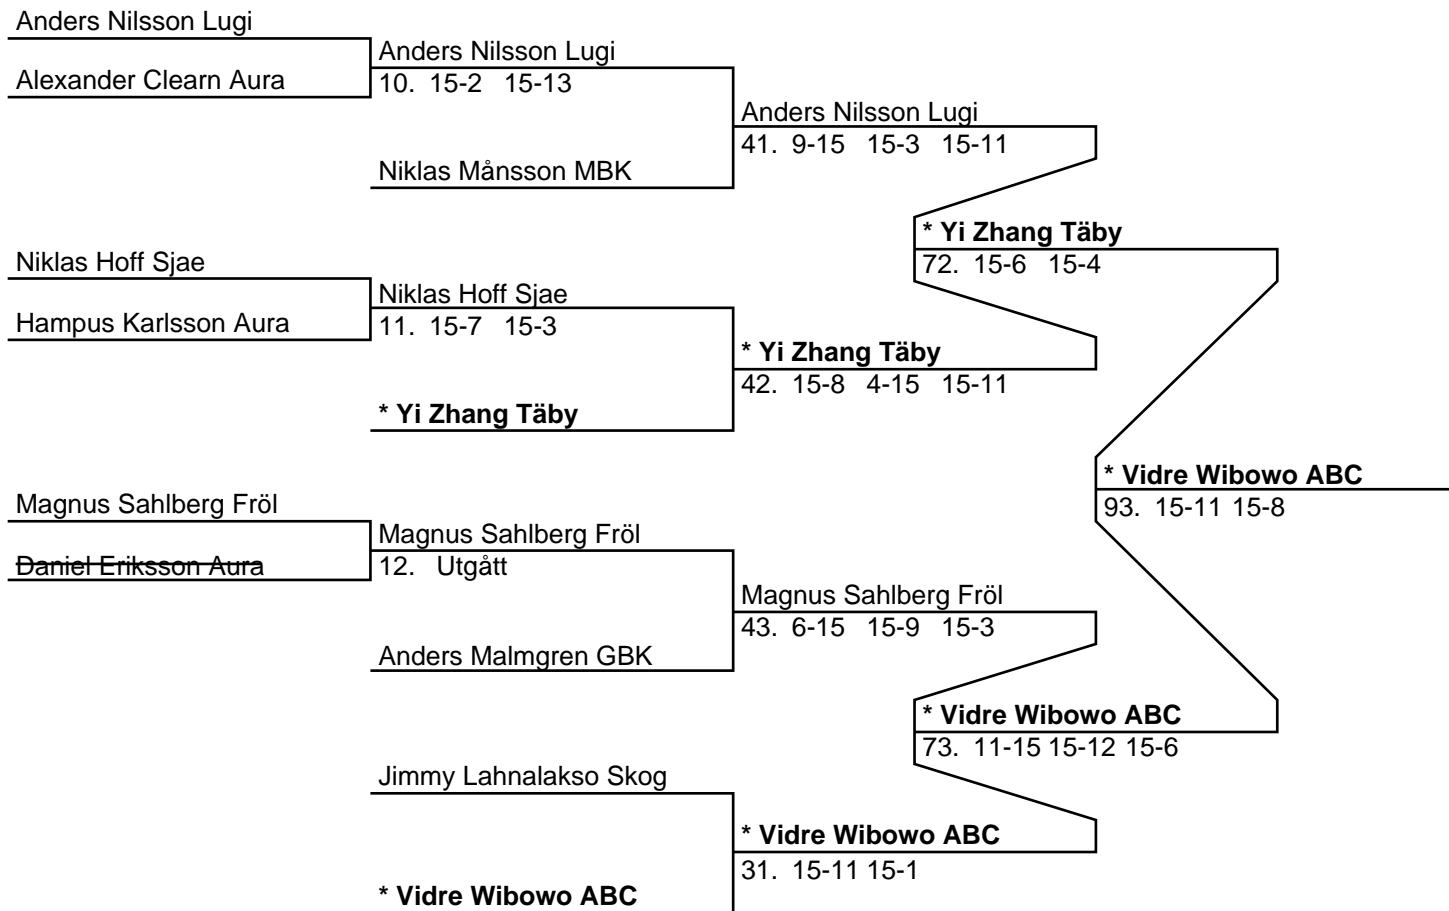 Anders Nilsson Lugi
Anders Nilsson Lugi
Alexander Clearn Aura
10. 15-2 15-13
Anders Nilsson Lugi
41. 9-15 15-3 15-11
Niklas Månsson MBK
* Yi Zhang Täby
72. 15-6 15-4
Niklas Hoff Sjae
Niklas Hoff Sjae
Hampus Karlsson Aura
11. 15-7 15-3
* Yi Zhang Täby
42. 15-8 4-15 15-11
* Yi Zhang Täby
* Vidre Wibowo ABC
93. 15-11 15-8
Magnus Sahlberg Fröl
Magnus Sahlberg Fröl
Daniel Eriksson Aura
12. Utgått
Magnus Sahlberg Fröl
43. 6-15 15-9 15-3
Anders Malmgren GBK
* Vidre Wibowo ABC
73. 11-15 15-12 15-6
Jimmy Lahnalakso Skog
* Vidre Wibowo ABC
31. 15-11 15-1
* Vidre Wibowo ABC